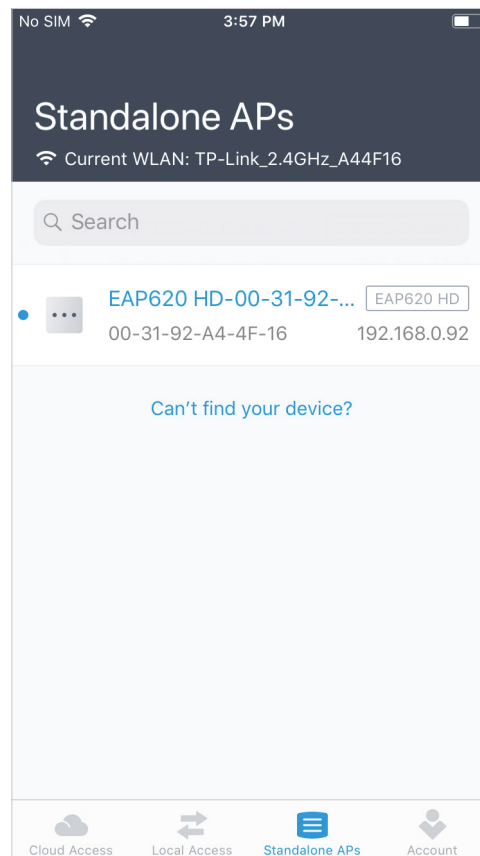 No SIM 3:57 PM
Standalone APs
Current WLAN: TP-Link_2.4GHz_A44F16
Search
EAP620 HD-00-31-92-... EAP620 HD
00-31-92-A4-4F-16 192.168.0.92
Can't find your device?
Cloud Access Local Access Standalone APs Account